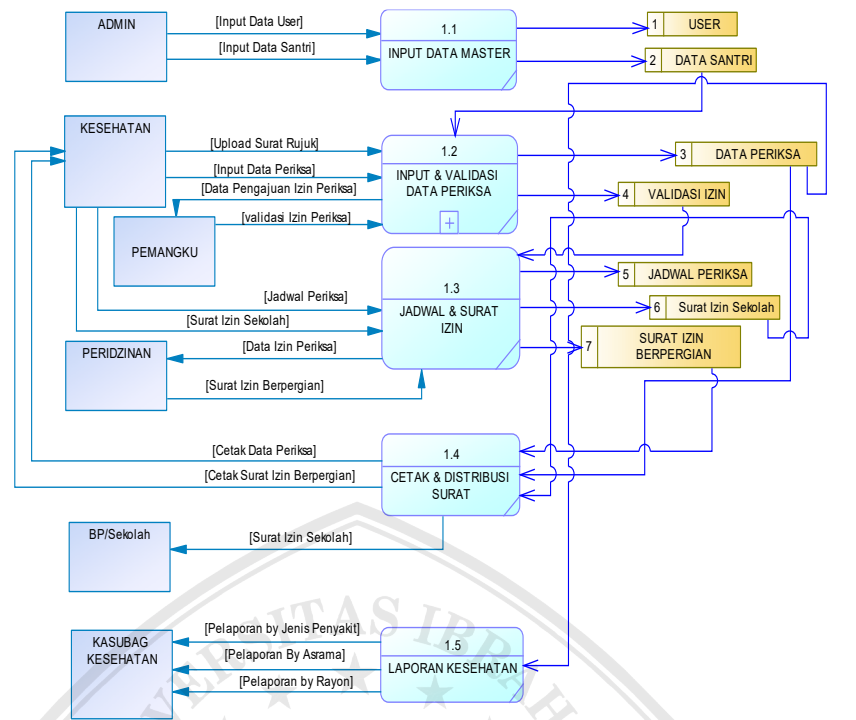 ADMIN
[Input Data User]
[Input Data Santri]
1.1
INPUT DATA MASTER
1 USER
2 DATA SANTRI
KESEHATAN
[Upload Surat Rujuk]
[Input Data Periksa]
[Data Pengajuan Izin Periksa]
[validasi Izin Periksa]
PEMANGKU
1.2
INPUT & VALIDASI
DATA PERIKSA
+
3 DATA PERIKSA
4 VALIDASI IZIN
1.3
JADWAL & SURAT
IZIN
[Jadwal Periksa]
[Surat Izin Sekolah]
[Data Izin Periksa]
[Surat Izin Berpergian]
PERIDZINAN
5 JADWAL PERIKSA
6 Surat Izin Sekolah
7 SURAT IZIN
BERPERGIAN
[Cetak Data Periksa]
[Cetak Surat Izin Berpergian]
1.4
CETAK & DISTRIBUSI
SURAT
BP/Sekolah
[Surat Izin Sekolah]
KASUBAG
KESEHATAN
[Pelaporan by Jenis Penyakit]
[Pelaporan By Asrama]
[Pelaporan by Rayon]
1.5
LAPORAN KESEHATAN